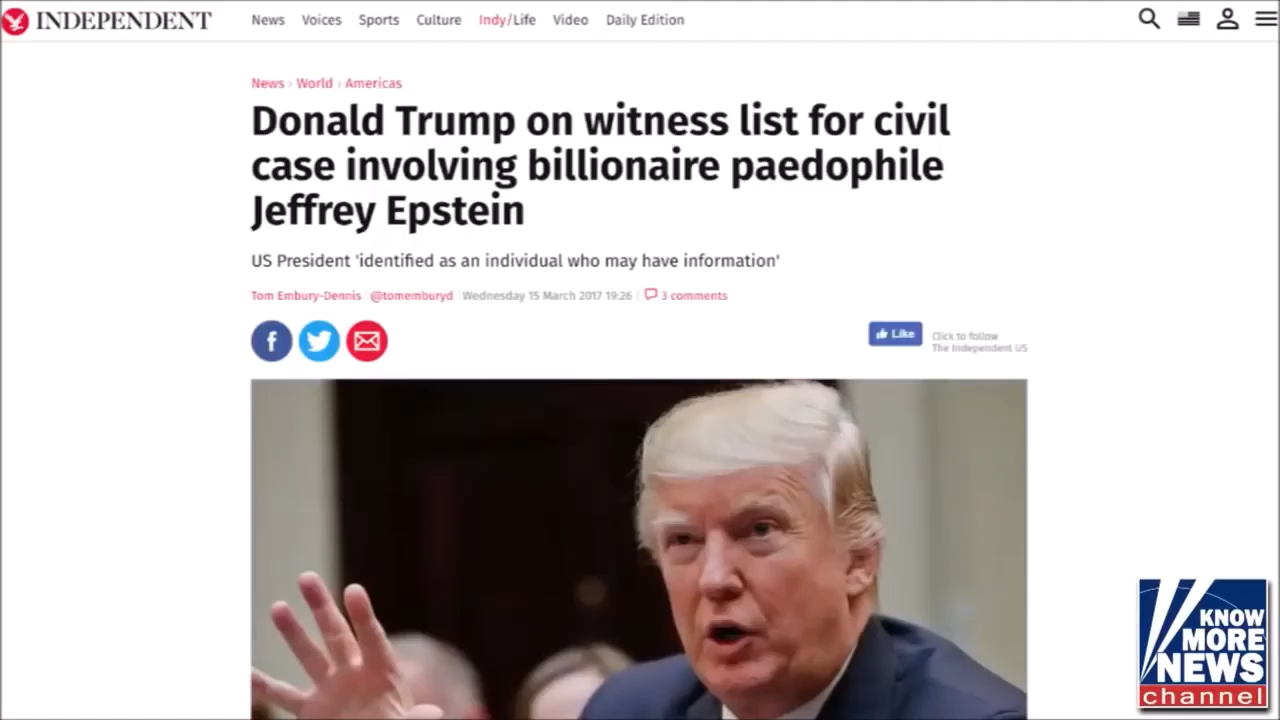 INDEPENDENT News Voices Sports Culture Indy/Life Video Daily Edition
News › World › Americas
Donald Trump on witness list for civil
case involving billionaire paedophile
Jeffrey Epstein
US President 'identified as an individual who may have information'
Tom Embury-Dennis | @tomemburyd | Wednesday 15 March 2017 19:26 | 3 comments
f
Like
Click to follow
The Independent US
KNOW
MORE
NEWS
channel